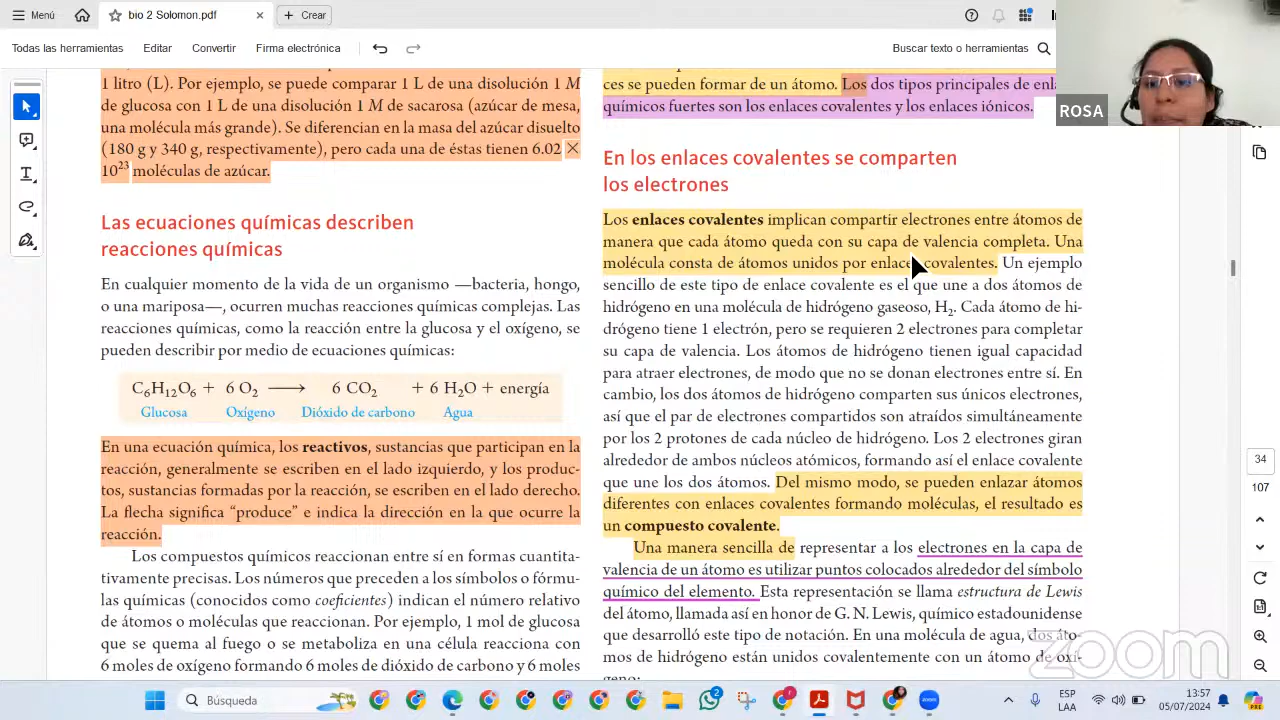 Menú
bio 2 Solomon.pdf
Crear
Todas las herramientas
Editar
Convertir
Firma electrónica
Buscar texto o herramientas
ROSA
1 litro (L). Por ejemplo, se puede comparar 1 L de una disolución 1 M
de glucosa con 1 L de una disolución 1 M de sacarosa (azúcar de mesa,
una molécula más grande). Se diferencian en la masa del azúcar disuelto
(180 g y 340 g, respectivamente), pero cada una de éstas tienen 6.02 ×
10²³ moléculas de azúcar.
Las ecuaciones químicas describen
reacciones químicas
En cualquier momento de la vida de un organismo —bacteria, hongo,
o una mariposa—, ocurren muchas reacciones químicas complejas. Las
reacciones químicas, como la reacción entre la glucosa y el oxígeno, se
pueden describir por medio de ecuaciones químicas:
C₆H₁₂O₆ + 6 O₂ ⟶ 6 CO₂ + 6 H₂O + energía
Glucosa Oxígeno Dióxido de carbono Agua
En una ecuación química, los reactivos, sustancias que participan en la
reacción, generalmente se escriben en el lado izquierdo, y los produc-
tos, sustancias formadas por la reacción, se escriben en el lado derecho.
La flecha significa “produce” e indica la dirección en la que ocurre la
reacción.
Los compuestos químicos reaccionan entre sí en formas cuantita-
tivamente precisas. Los números que preceden a los símbolos o fórmu-
las químicas (conocidos como coeficientes) indican el número relativo
de átomos o moléculas que reaccionan. Por ejemplo, 1 mol de glucosa
que se quema al fuego o se metaboliza en una célula reacciona con
6 moles de oxígeno formando 6 moles de dióxido de carbono y 6 moles
ces se pueden formar de un átomo. Los dos tipos principales de
químicos fuertes son los enlaces covalentes y los enlaces iónicos.
En los enlaces covalentes se comparten
los electrones
Los enlaces covalentes implican compartir electrones entre átomos de
manera que cada átomo queda con su capa de valencia completa. Una
molécula consta de átomos unidos por enlaces covalentes. Un ejemplo
sencillo de este tipo de enlace covalente es el que une a dos átomos de
hidrógeno en una molécula de hidrógeno gaseoso, H₂. Cada átomo de hi-
drógeno tiene 1 electrón, pero se requieren 2 electrones para completar
su capa de valencia. Los átomos de hidrógeno tienen igual capacidad
para atraer electrones, de modo que no se donan electrones entre sí. En
cambio, los dos átomos de hidrógeno comparten sus únicos electrones,
así que el par de electrones compartidos son atraídos simultáneamente
por los 2 protones de cada núcleo de hidrógeno. Los 2 electrones giran
alrededor de ambos núcleos atómicos, formando así el enlace covalente
que une los dos átomos. Del mismo modo, se pueden enlazar átomos
diferentes con enlaces covalentes formando moléculas, el resultado es
un compuesto covalente.
Una manera sencilla de representar a los electrones en la capa de
valencia de un átomo es utilizar puntos colocados alrededor del símbolo
químico del elemento. Esta representación se llama estructura de Lewis
del átomo, llamada así en honor de G. N. Lewis, químico estadounidense
que desarrolló este tipo de notación. En una molécula de agua, dos áto-
mos de hidrógeno están unidos covalentemente con un átomo de oxí-
34
107
zoom
Búsqueda
2
ESP
LAA
13:57
05/07/2024